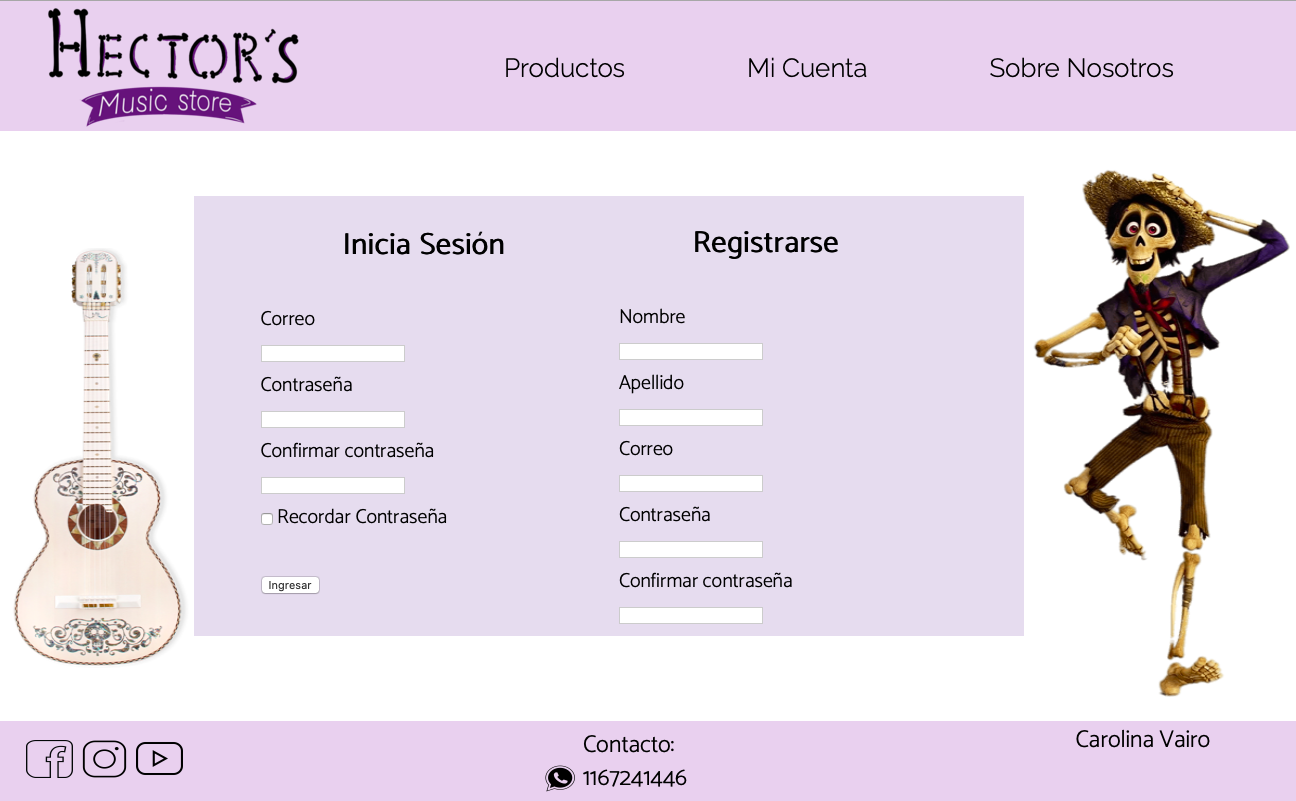 HECTOR'S
Music store
Productos
Mi Cuenta
Sobre Nosotros
Inicia Sesión
Correo
Contraseña
Confirmar contraseña
Recordar Contraseña
Ingresar
Registrarse
Nombre
Apellido
Correo
Contraseña
Confirmar contraseña
Contacto:
1167241446
Carolina Vairo